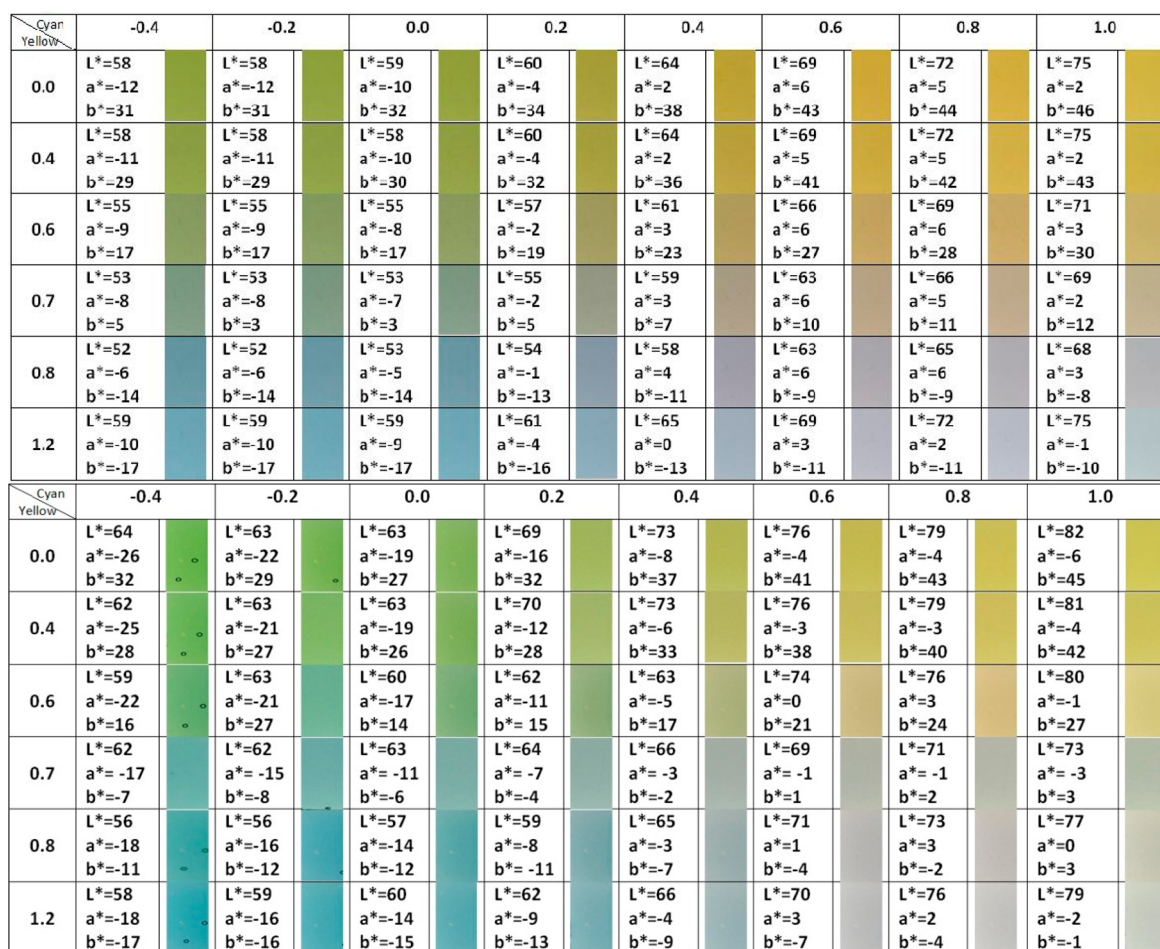 Cyan -0.4 -0.2 0.0 0.2 0.4 0.6 0.8 1.0
Yellow
L*=58 L*=58 L*=59 L*=60 L*=64 L*=69 L*=72 L*=75
0.0 a*=-12 a*=-12 a*=-10 a*=-4 a*=2 a*=6 a*=5 a*=2
b*=31 b*=31 b*=32 b*=34 b*=38 b*=43 b*=44 b*=46
L*=58 L*=58 L*=58 L*=60 L*=64 L*=69 L*=72 L*=75
0.4 a*=-11 a*=-11 a*=-10 a*=-4 a*=2 a*=5 a*=5 a*=2
b*=29 b*=29 b*=30 b*=32 b*=36 b*=41 b*=42 b*=43
L*=55 L*=55 L*=55 L*=57 L*=61 L*=66 L*=69 L*=71
0.6 a*=-9 a*=-9 a*=-8 a*=-2 a*=3 a*=6 a*=6 a*=3
b*=17 b*=17 b*=17 b*=19 b*=23 b*=27 b*=28 b*=30
L*=53 L*=53 L*=53 L*=55 L*=59 L*=63 L*=66 L*=69
0.7 a*=-8 a*=-8 a*=-7 a*=-2 a*=3 a*=6 a*=5 a*=2
b*=5 b*=3 b*=3 b*=5 b*=7 b*=10 b*=11 b*=12
L*=52 L*=52 L*=53 L*=54 L*=58 L*=63 L*=65 L*=68
0.8 a*=-6 a*=-6 a*=-5 a*=-1 a*=4 a*=6 a*=6 a*=3
b*=-14 b*=-14 b*=-14 b*=-13 b*=-11 b*=-9 b*=-9 b*=-8
L*=59 L*=59 L*=59 L*=61 L*=65 L*=69 L*=72 L*=75
1.2 a*=-10 a*=-10 a*=-9 a*=-4 a*=0 a*=3 a*=2 a*=-1
b*=-17 b*=-17 b*=-17 b*=-16 b*=-13 b*=-11 b*=-11 b*=-10
Cyan -0.4 -0.2 0.0 0.2 0.4 0.6 0.8 1.0
Yellow
L*=64 L*=63 L*=63 L*=69 L*=73 L*=76 L*=79 L*=82
0.0 a*=-26 a*=-22 a*=-19 a*=-16 a*=-8 a*=-4 a*=-4 a*=-6
b*=32 b*=29 b*=27 b*=32 b*=37 b*=41 b*=43 b*=45
L*=62 L*=63 L*=63 L*=70 L*=73 L*=76 L*=79 L*=81
0.4 a*=-25 a*=-21 a*=-19 a*=-12 a*=-6 a*=-3 a*=-3 a*=-4
b*=28 b*=27 b*=26 b*=28 b*=33 b*=38 b*=40 b*=42
L*=59 L*=63 L*=60 L*=62 L*=63 L*=74 L*=76 L*=80
0.6 a*=-22 a*=-21 a*=-17 a*=-11 a*=-5 a*=0 a*=3 a*=-1
b*=16 b*=27 b*=14 b*= 15 b*=17 b*=21 b*=24 b*=27
L*=62 L*=62 L*=63 L*=64 L*=66 L*=69 L*=71 L*=73
0.7 a*= -17 a*= -15 a*= -11 a*= -7 a*= -3 a*= -1 a*= -1 a*= -3
b*=-7 b*=-8 b*=-6 b*=-4 b*=-2 b*=1 b*=2 b*=3
L*=56 L*=56 L*=57 L*=59 L*=65 L*=71 L*=73 L*=77
0.8 a*=-18 a*=-16 a*=-14 a*=-8 a*=-3 a*=1 a*=3 a*=0
b*=-11 b*=-12 b*=-12 b*= -11 b*=-7 b*=-4 b*=-2 b*=3
L*=58 L*=59 L*=60 L*=62 L*=66 L*=70 L*=76 L*=79
1.2 a*=-18 a*=-16 a*=-14 a*=-9 a*=-4 a*=3 a*=2 a*=-2
b*=-17 b*=-16 b*=-15 b*=-13 b*=-9 b*=-7 b*=-4 b*=-1